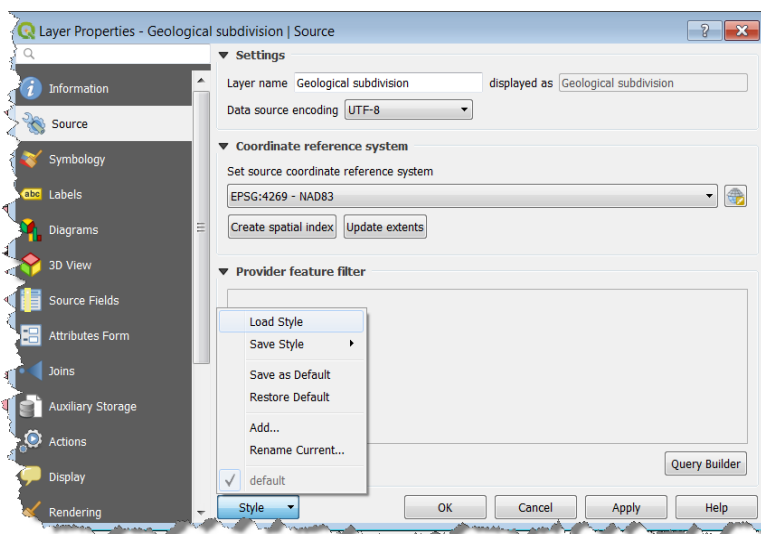 Layer Properties - Geological subdivision | Source
Information
Source
Symbology
abc Labels
Diagrams
3D View
Source Fields
Attributes Form
Joins
Auxiliary Storage
Actions
Display
Rendering
Settings
Layer name Geological subdivision displayed as Geological subdivision
Data source encoding UTF-8
Coordinate reference system
Set source coordinate reference system
EPSG:4269 - NAD83
Create spatial index Update extents
Provider feature filter
Load Style
Save Style
Save as Default
Restore Default
Add...
Rename Current...
default
Query Builder
Style OK Cancel Apply Help